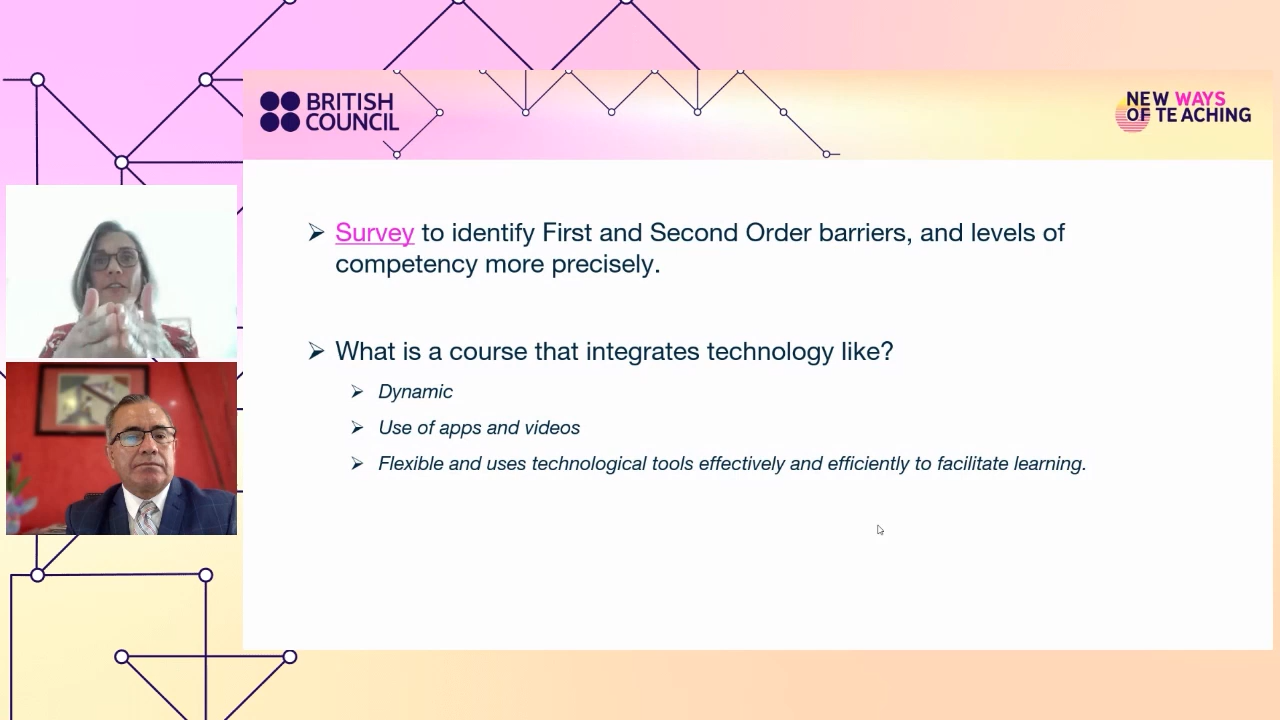 BRITISH
COUNCIL
NEW WAYS
OF TEACHING
Survey to identify First and Second Order barriers, and levels of
competency more precisely.
What is a course that integrates technology like?
Dynamic
Use of apps and videos
Flexible and uses technological tools effectively and efficiently to facilitate learning.